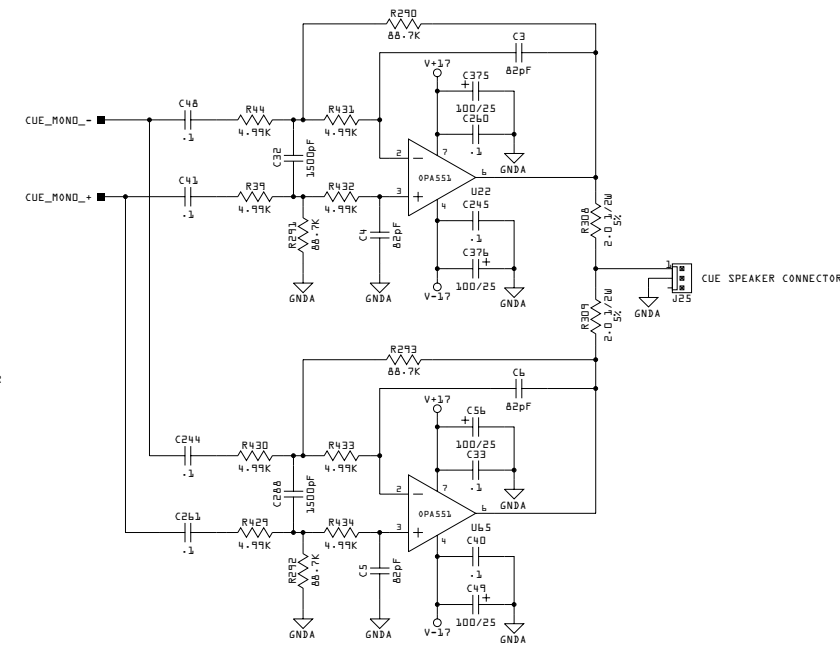 R290
88.7K
C3
82pF
V+17
C375
+
100/25
C260
.1
GNDA
CUE_MONO_-
C48
.1
R44
4.99K
R431
4.99K
C32
1500pF
2
-
7
OPA551
6
U22
CUE_MONO_+
C41
.1
R39
4.99K
R432
4.99K
3
+
4
R291
88.7K
C4
82pF
C245
.1
C376
+
100/25
V-17
GNDA
GNDA
GNDA
R308
2.0 1/2W
5%
1
J25
CUE SPEAKER CONNECTOR
GNDA
R309
2.0 1/2W
5%
R293
88.7K
C6
82pF
V+17
C56
+
100/25
C33
.1
GNDA
C244
.1
R430
4.99K
R433
4.99K
C288
1500pF
2
-
7
OPA551
6
U65
C261
.1
R429
4.99K
R434
4.99K
3
+
4
R292
88.7K
C5
82pF
C40
.1
C49
+
100/25
V-17
GNDA
GNDA
GNDA